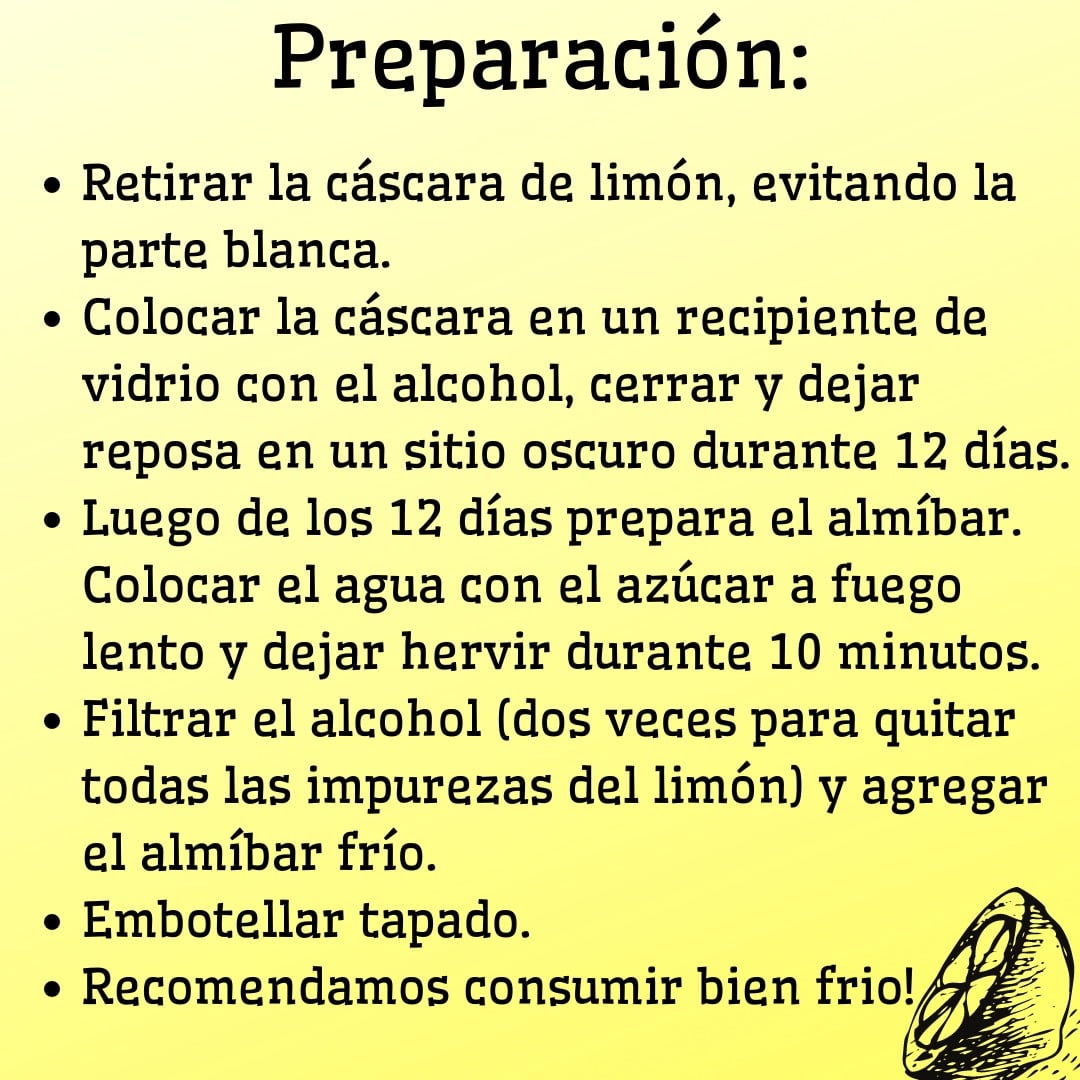 Preparación:
• Retirar la cáscara de limón, evitando la
parte blanca.
• Colocar la cáscara en un recipiente de
vidrio con el alcohol, cerrar y dejar
reposa en un sitio oscuro durante 12 días.
• Luego de los 12 días prepara el almíbar.
Colocar el agua con el azúcar a fuego
lento y dejar hervir durante 10 minutos.
• Filtrar el alcohol (dos veces para quitar
todas las impurezas del limón) y agregar
el almíbar frío.
• Embotellar tapado.
• Recomendamos consumir bien frio!